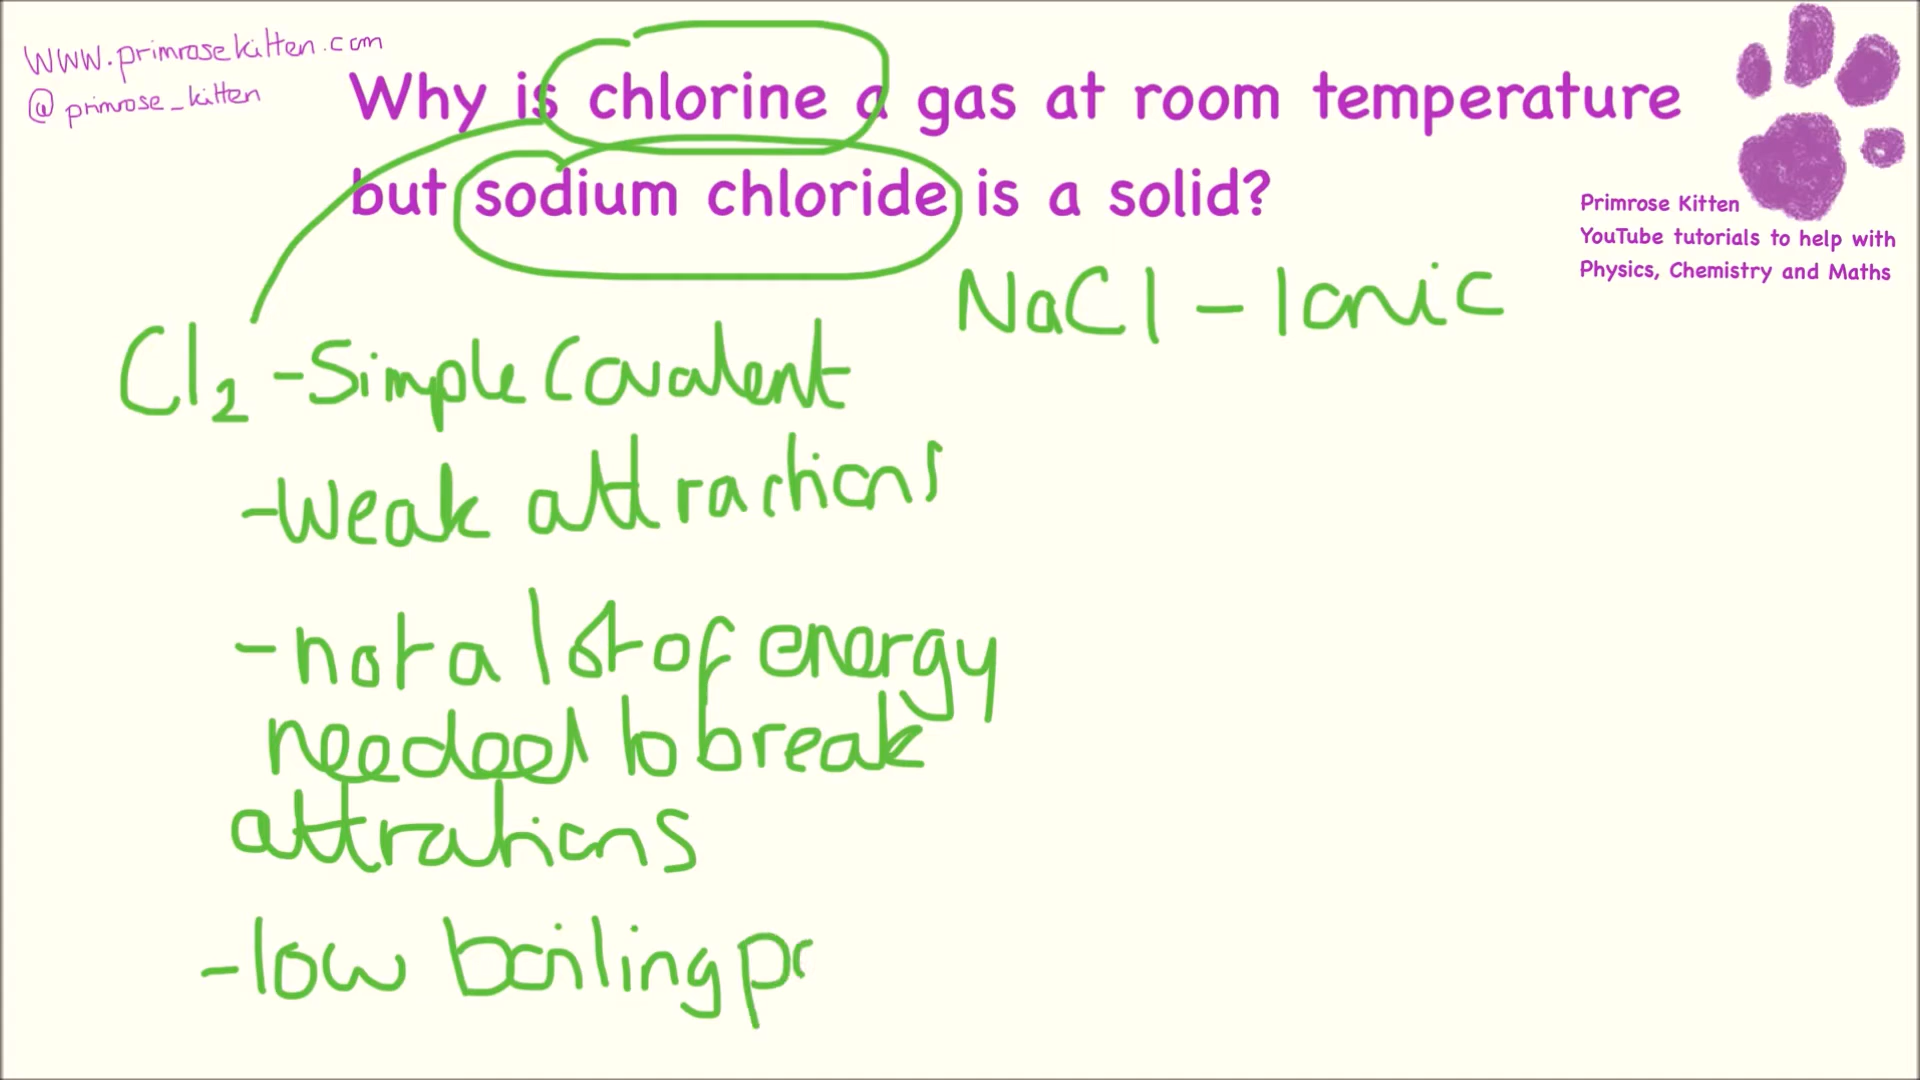 www.primrosekitten.com
@primrose_kitten
Why is chlorine a gas at room temperature
but sodium chloride is a solid?
Primrose Kitten
YouTube tutorials to help with
Physics, Chemistry and Maths
NaCl - Ionic
Cl₂ - Simple Covalent
- Weak attractions
- not a lot of energy
needed to break
attrations
- low boiling po